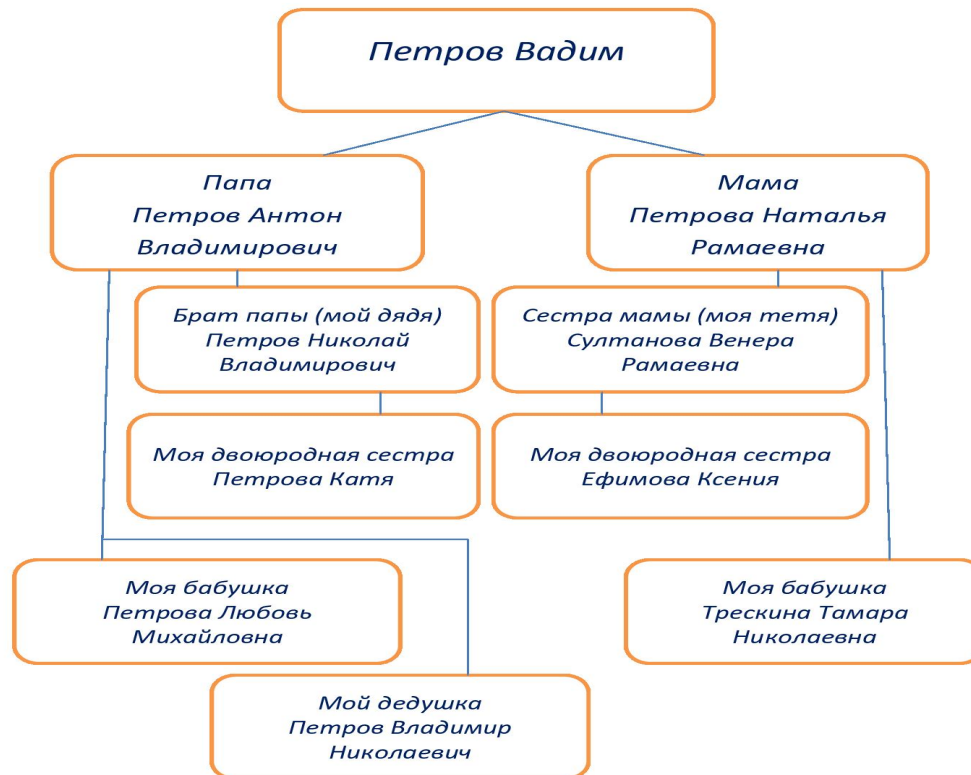 Петров Вадим
Папа
Петров Антон
Владимирович
Мама
Петрова Наталья
Рамаевна
Брат папы (мой дядя)
Петров Николай
Владимирович
Сестра мамы (моя тетя)
Султанова Венера
Рамаевна
Моя двоюродная сестра
Петрова Катя
Моя двоюродная сестра
Ефимова Ксения
Моя бабушка
Петрова Любовь
Михайловна
Моя бабушка
Трескина Тамара
Николаевна
Мой дедушка
Петров Владимир
Николаевич